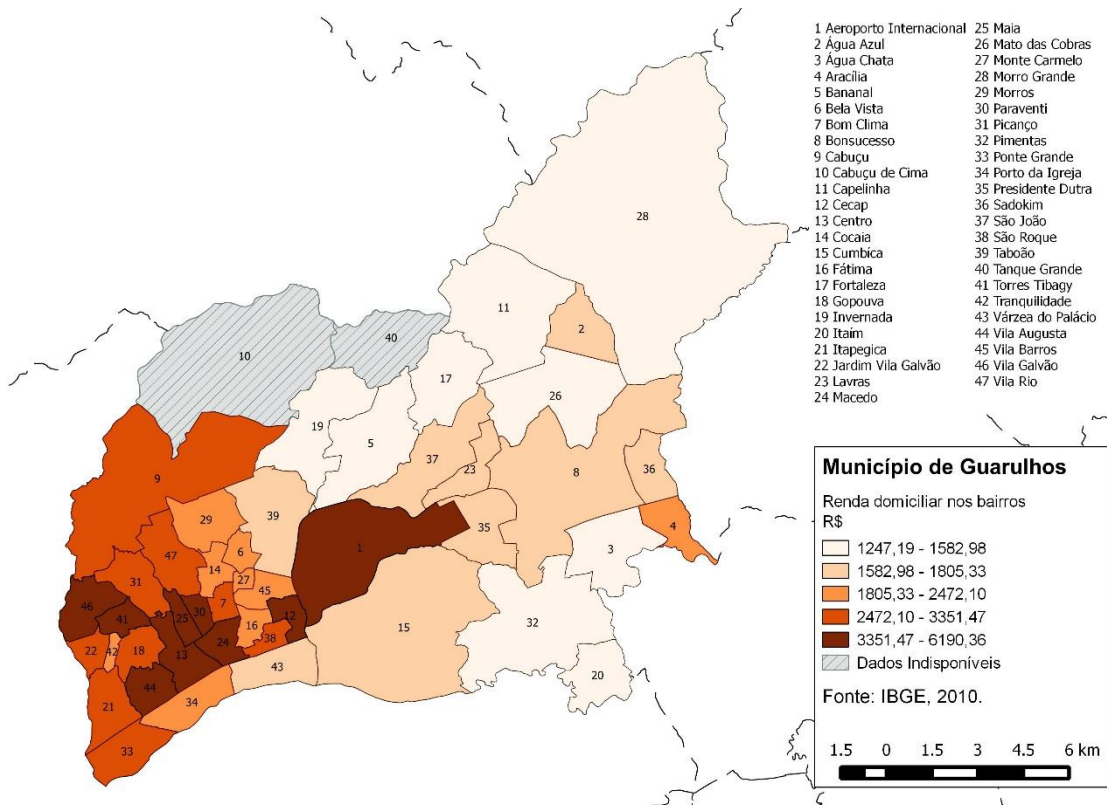 1 Aeroporto Internacional
2 Água Azul
3 Água Chata
4 Aracília
5 Bananal
6 Bela Vista
7 Bom Clima
8 Bonsucesso
9 Cabuçu
10 Cabuçu de Cima
11 Capelinha
12 Cecap
13 Centro
14 Cocaia
15 Cumbica
16 Fátima
17 Fortaleza
18 Gopouva
19 Invernada
20 Itaím
21 Itapegica
22 Jardim Vila Galvão
23 Lavras
24 Macedo
25 Maia
26 Mato das Cobras
27 Monte Carmelo
28 Morro Grande
29 Morros
30 Paraventi
31 Picanço
32 Pimentas
33 Ponte Grande
34 Porto da Igreja
35 Presidente Dutra
36 Sadokim
37 São João
38 São Roque
39 Taboão
40 Tanque Grande
41 Torres Tibagy
42 Tranquilidade
43 Várzea do Palácio
44 Vila Augusta
45 Vila Barros
46 Vila Galvão
47 Vila Rio
28
11
2
40
10
17
26
19
5
37
23
8
36
9
39
35
4
29
1
3
47
6
14
27
31
45
7
46
41
25
30
12
16
32
15
38
24
22
42
18
13
43
20
44
21
34
33
Município de Guarulhos
Renda domiciliar nos bairros
R$
1247,19 - 1582,98
1582,98 - 1805,33
1805,33 - 2472,10
2472,10 - 3351,47
3351,47 - 6190,36
Dados Indisponíveis
Fonte: IBGE, 2010.
1.5 0 1.5 3 4.5 6 km